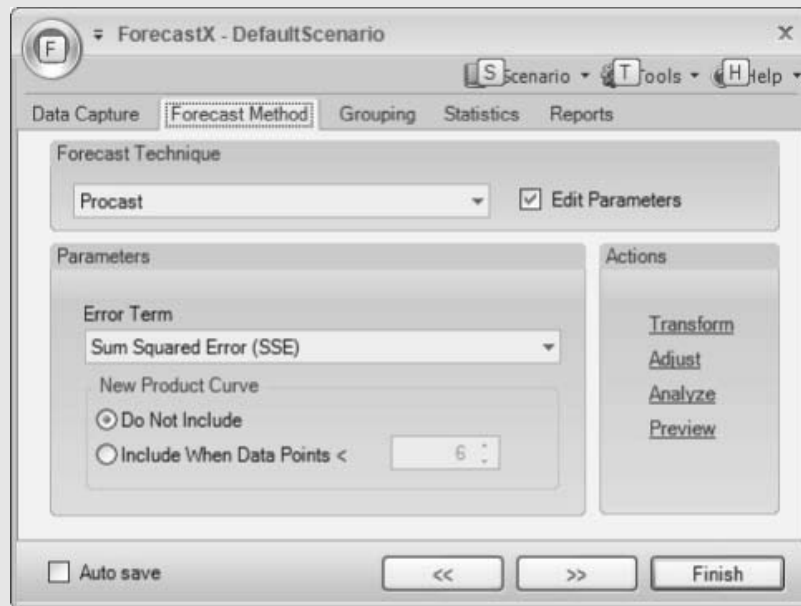 F
ForecastX - DefaultScenario
S Scenario T Tools H Help
Data Capture Forecast Method Grouping Statistics Reports
Forecast Technique
Procast Edit Parameters
Parameters
Error Term
Sum Squared Error (SSE)
New Product Curve
Do Not Include
Include When Data Points < 6
Actions
Transform
Adjust
Analyze
Preview
Auto save << >> Finish